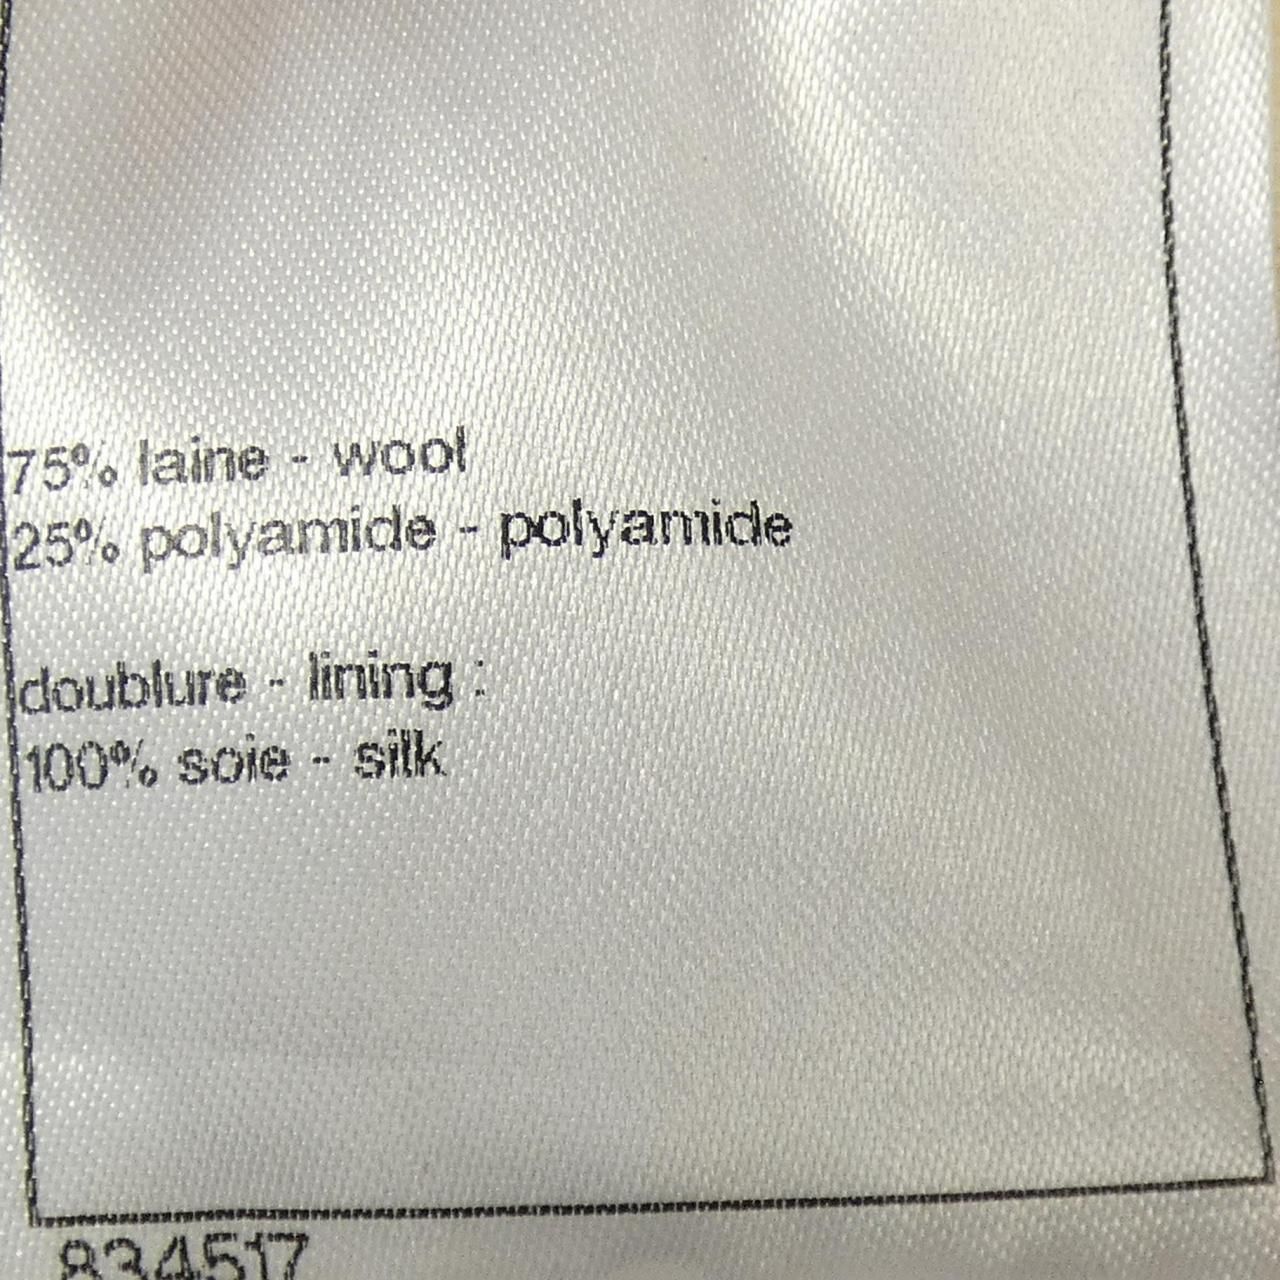 75% laine - wool
25% polyamide - polyamide
doublure - lining :
100% soie - silk
834517